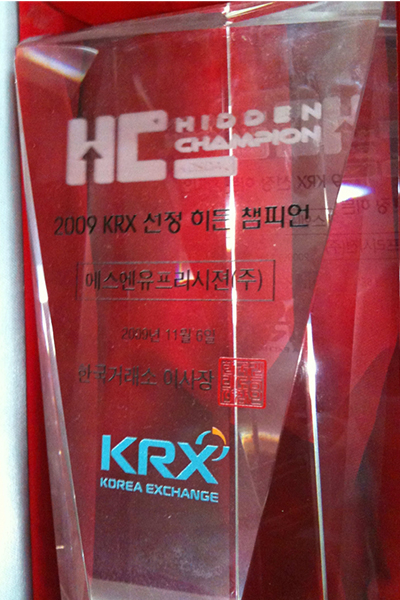 HC HIDDEN
CHAMPION
2009 KRX 선정 히든 챔피언
에스엔유프리시젼(주)
2009년 11월 6일
한국거래소 이사장
KRX
KOREA EXCHANGE